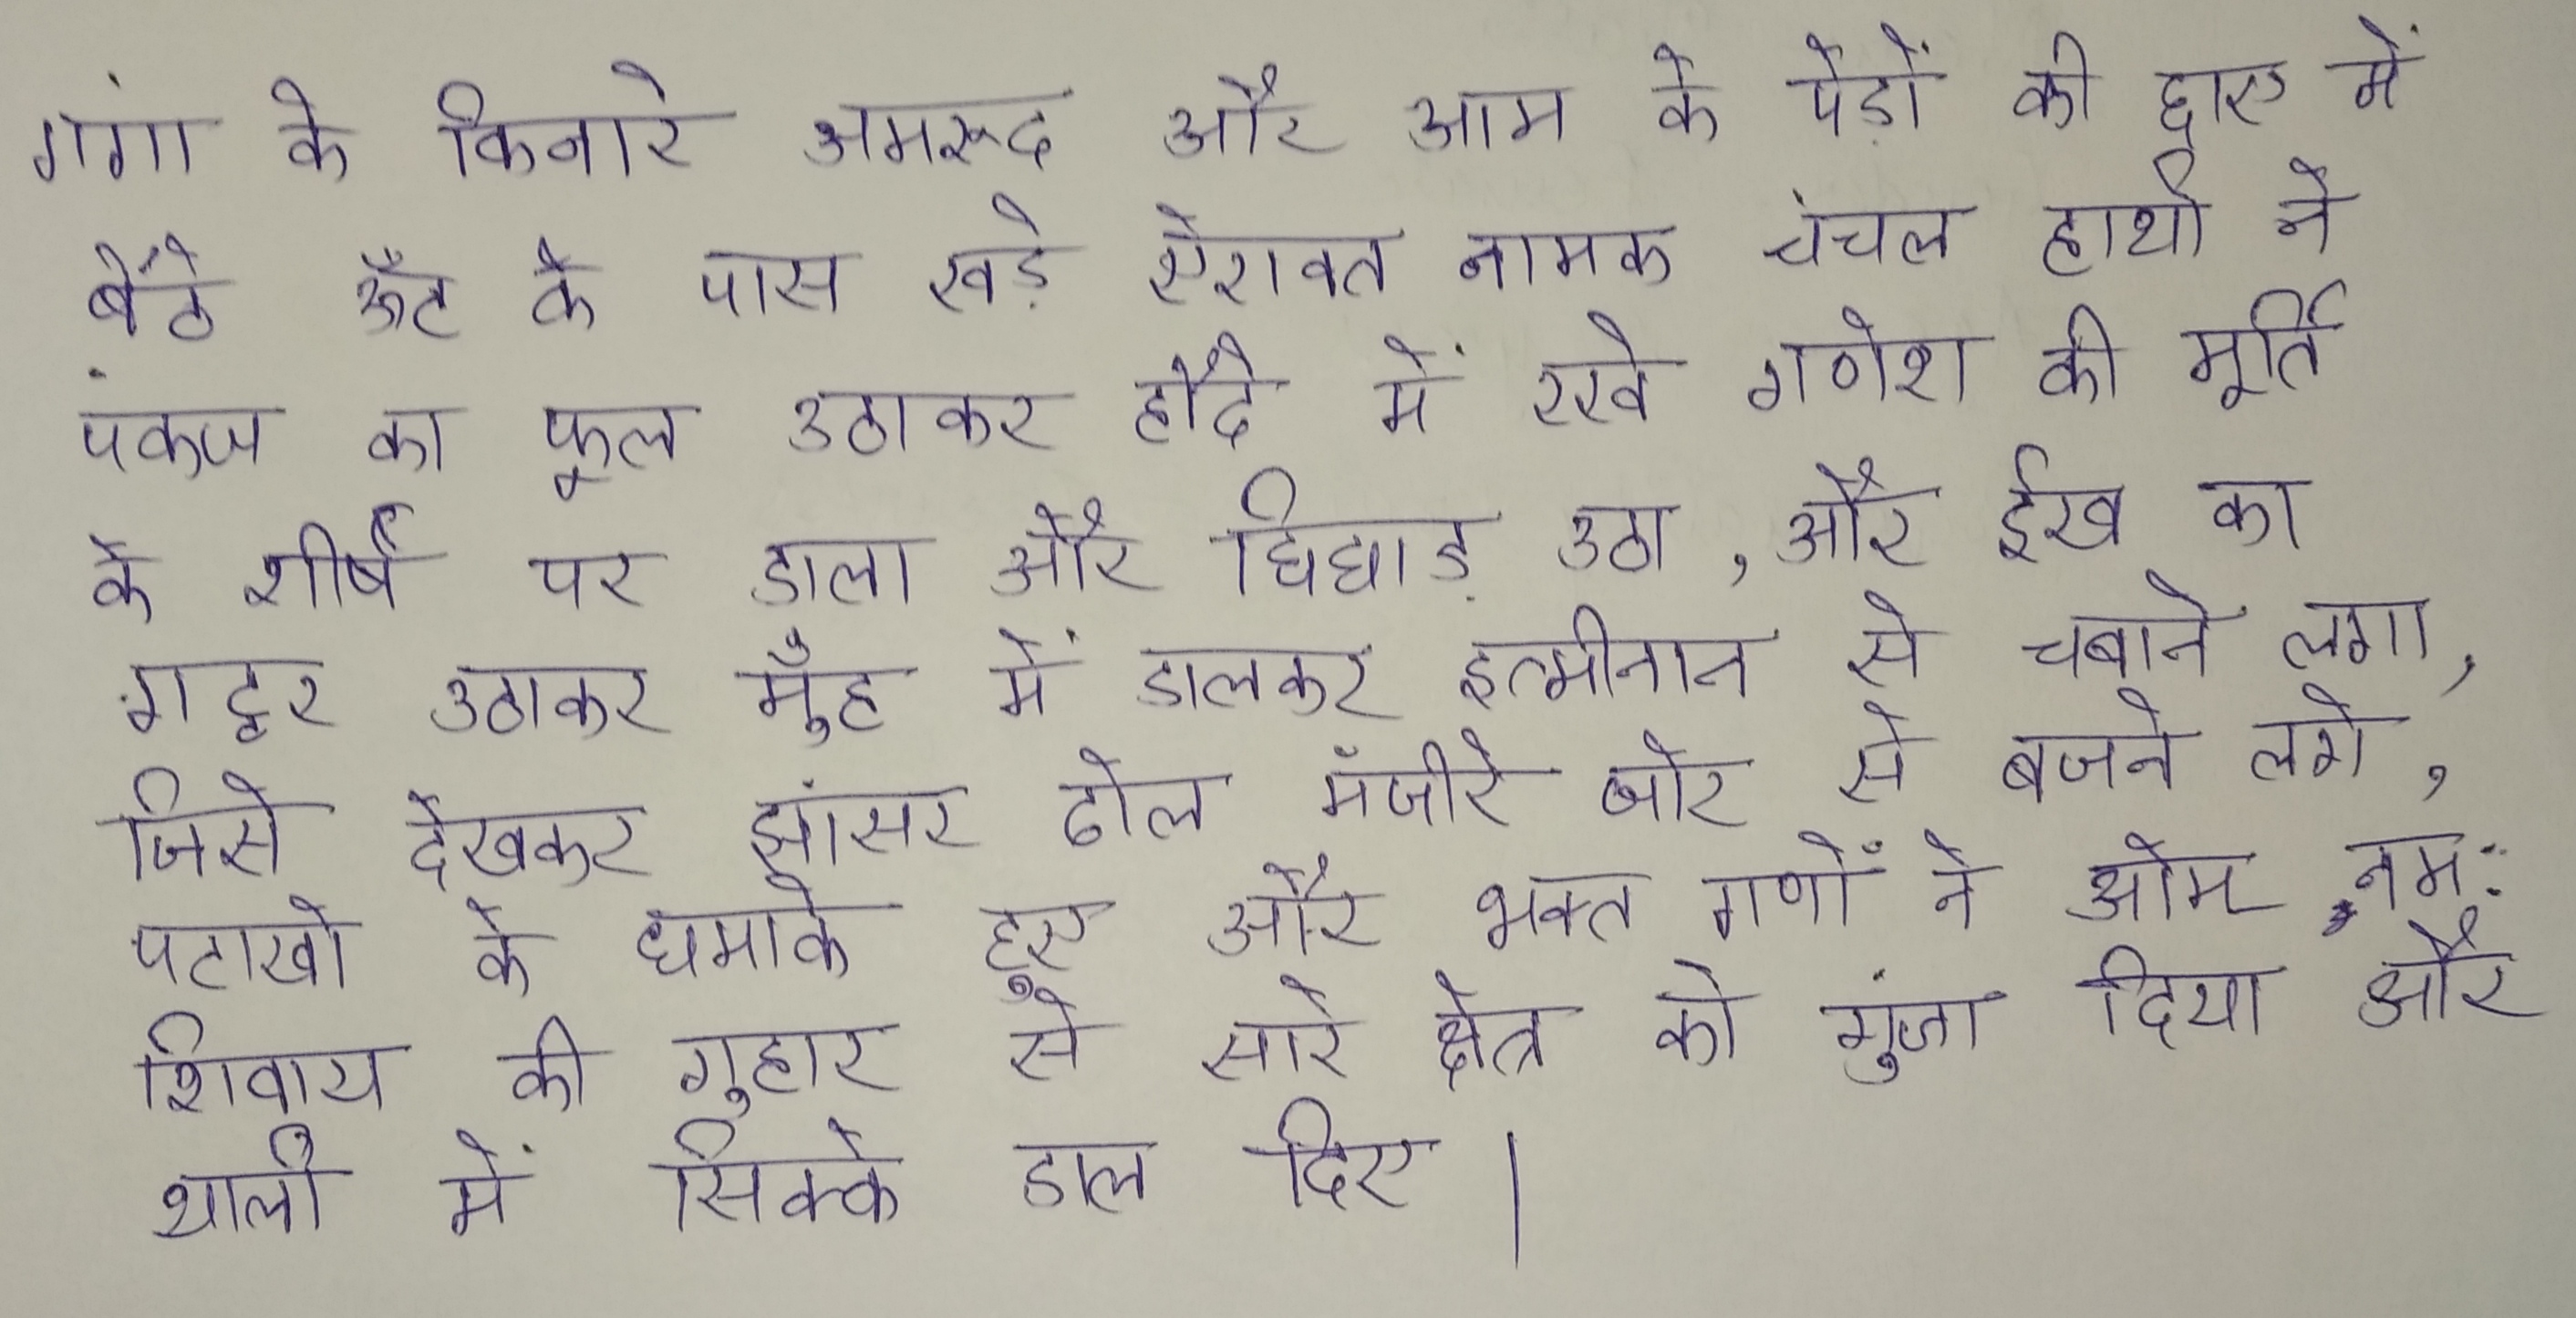 गंगा के किनारे अमरूद और आम के पेड़ों की छाए में
बैठे ऊँट के पास खड़े ऐरावत नामक चंचल हाथी ने
पंकज का फूल उठाकर हौदे में रखे गणेश की मूर्ति
के शीर्ष पर डाला और घिघाड़ उठा, और ईख का
गट्ठर उठाकर मुँह में डालकर इत्मीनान से चबाने लगा,
जिसे देखकर झांसर ढोल मंजीरे जोर से बजने लगे,
पटाखो के धमाके हुए और भक्त गणों ने ओम नम:
शिवाय की गुहार से सारे क्षेत्र को गुंजा दिया और
थाली में सिक्के डाल दिए |